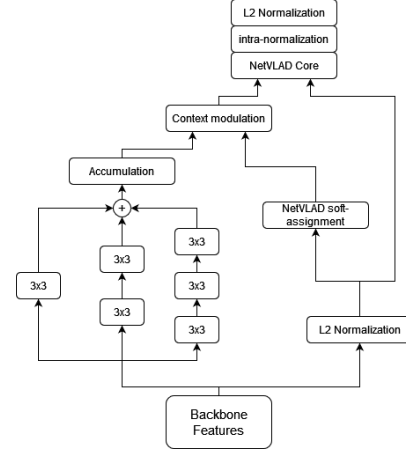 L2 Normalization
intra-normalization
NetVLAD Core
Context modulation
Accumulation
+
NetVLAD soft-
assignment
3x3
3x3
3x3
3x3
3x3
3x3
L2 Normalization
Backbone
Features